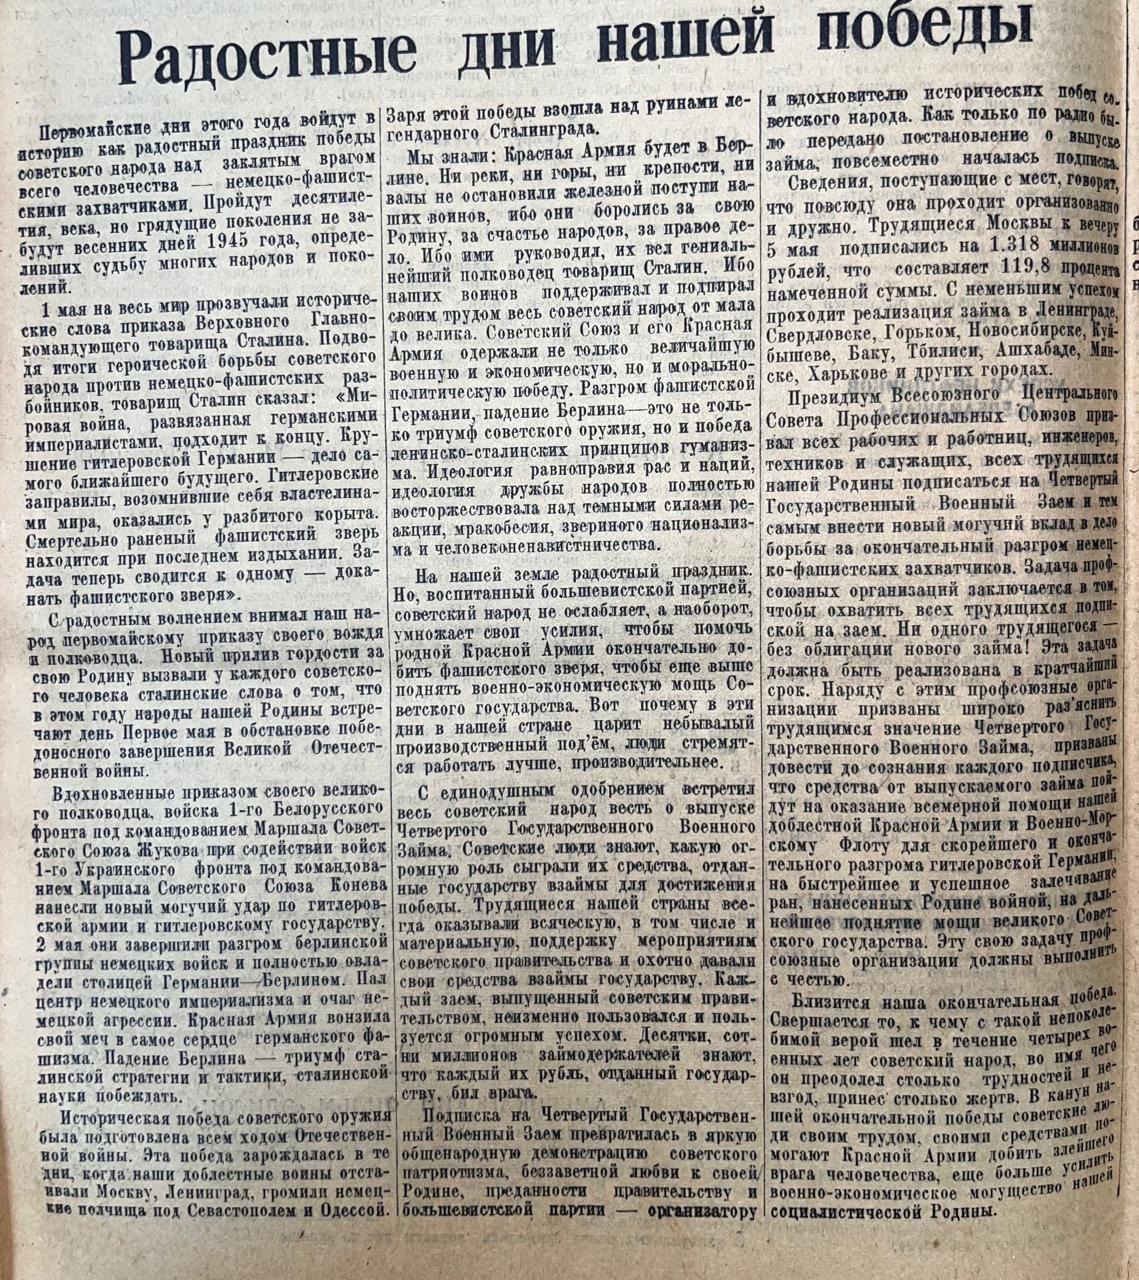 Радостные дни нашей победы
Первомайские дни этого года войдут в
историю как радостный праздник победы
советского народа над заклятым врагом
всего человечества — немецко-фашист-
скими захватчиками. Пройдут десятиле-
тия, века, но грядущие поколения не за-
будут весенних дней 1945 года, опреде-
ливших судьбу многих народов и поко-
лений.
1 мая на весь мир прозвучали историче-
ские слова приказа Верховного Главно-
командующего товарища Сталина. Подво-
дя итоги героической борьбы советского
народа против немецко-фашистских раз-
бойников, товарищ Сталин сказал: «Ми-
ровая война, развязанная германскими
империалистами, подходит к концу. Кру-
шение гитлеровской Германии — дело са-
мого ближайшего будущего. Гитлеровские
заправилы, возомнившие себя властелина-
ми мира, оказались у разбитого корыта.
Смертельно раненый фашистский зверь
находится при последнем издыхании. За-
дача теперь сводится к одному — дока-
нать фашистского зверя».
С радостным волнением внимал наш на-
род первомайскому приказу своего вождя
и полководца. Новый прилив гордости за
свою Родину вызвали у каждого советско-
го человека сталинские слова о том, что
в этом году народы нашей Родины встре-
чают день Первое мая в обстановке побе-
доносного завершения Великой Отечест-
венной войны.
Вдохновленные приказом своего велико-
го полководца, войска 1-го Белорусского
фронта под командованием Маршала Совет-
ского Союза Жукова при содействии войск
1-го Украинского фронта под командова-
нием Маршала Советского Союза Конева
нанесли новый могучий удар по гитлеров-
ской армии и гитлеровскому государству.
2 мая они завершили разгром берлинской
группы немецких войск и полностью овла-
дели столицей Германии—Берлином. Пал
центр немецкого империализма и очаг не-
мецкой агрессии. Красная Армия вонзила
свой меч в самое сердце германского фа-
шизма. Падение Берлина — триумф ста-
линской стратегии и тактики, сталинской
науки побеждать.
Историческая победа советского оружия
была подготовлена всем ходом Отечествен-
ной войны. Эта победа зарождалась в те
дни, когда наши доблестные воины отста-
ивали Москву, Ленинград, громили немец-
кие полчища под Севастополем и Одессой.
Заря этой победы взошла над руинами ле-
гендарного Сталинграда.
Мы знали: Красная Армия будет в Бер-
лине. Ни реки, ни горы, ни крепости, ни
валы не остановили железной поступи на-
ших воинов, ибо они боролись за свою
Родину, за счастье народов, за правое де-
ло. Ибо ими руководил, их вел гениаль-
нейший полководец товарищ Сталин. Ибо
наших воинов поддерживал и подпирал
своим трудом весь советский народ от мала
до велика. Советский Союз и его Красная
Армия одержали не только величайшую
военную и экономическую, но и морально-
политическую победу. Разгром фашистской
Германии, падение Берлина—это не толь-
ко триумф советского оружия, но и победа
ленинско-сталинских принципов гуманиз-
ма. Идеология равноправия рас и наций,
идеология дружбы народов полностью
восторжествовала над темными силами ре-
акции, мракобесия, звериного национализ-
ма и человеконенавистничества.
На нашей земле радостный праздник.
Но, воспитанный большевистской партией,
советский народ не ослабляет, а наоборот,
умножает свои усилия, чтобы помочь
родной Красной Армии окончательно до-
бить фашистского зверя, чтобы еще выше
поднять военно-экономическую мощь Со-
ветского государства. Вот почему в эти
дни в нашей стране царит небывалый
производственный под'ём, люди стремят-
ся работать лучше, производительнее.
С единодушным одобрением встретил
весь советский народ весть о выпуске
Четвертого Государственного Военного
Займа. Советские люди знают, какую ог-
ромную роль сыграли их средства, отдан-
ные государству взаймы для достижения
победы. Трудящиеся нашей страны все-
гда оказывали всяческую, в том числе и
материальную, поддержку мероприятиям
советского правительства и охотно давали
свои средства взаймы государству. Каж-
дый заем, выпущенный советским прави-
тельством, неизменно пользовался и поль-
зуется огромным успехом. Десятки, сот-
ни миллионов займодержателей знают,
что каждый их рубль, отданный государ-
ству, бил врага.
Подписка на Четвертый Государствен-
ный Военный Заем превратилась в яркую
общенародную демонстрацию советского
патриотизма, беззаветной любви к своей
Родине, преданности правительству и
большевистской партии — организатору
и вдохновителю исторических побед со-
ветского народа. Как только по радио бы-
ло передано постановление о выпуске
займа, повсеместно началась подписка.
Сведения, поступающие с мест, говорят,
что повсюду она проходит организованно
и дружно. Трудящиеся Москвы к вечеру
5 мая подписались на 1.318 миллионов
рублей, что составляет 119,8 процента
намеченной суммы. С неменьшим успехом
проходит реализация займа в Ленинграде,
Свердловске, Горьком, Новосибирске, Куй-
бышеве, Баку, Тбилиси, Ашхабаде, Мин-
ске, Харькове и других городах.
Президиум Всесоюзного Центрального
Совета Профессиональных Союзов приз-
вал всех рабочих и работниц, инженеров,
техников и служащих, всех трудящихся
нашей Родины подписаться на Четвертый
Государственный Военный Заем и тем
самым внести новый могучий вклад в дело
борьбы за окончательный разгром немец-
ко-фашистских захватчиков. Задача проф-
союзных организаций заключается в том,
чтобы охватить всех трудящихся подпи-
ской на заем. Ни одного трудящегося —
без облигации нового займа! Эта задача
должна быть реализована в кратчайший
срок. Наряду с этим профсоюзные орга-
низации призваны широко раз'яснить
трудящимся значение Четвертого Госу-
дарственного Военного Займа, призваны
довести до сознания каждого подписчика,
что средства от выпускаемого займа пой-
дут на оказание всемерной помощи нашей
доблестной Красной Армии и Военно-Мор-
скому Флоту для скорейшего и оконча-
тельного разгрома гитлеровской Германии,
на быстрейшее и успешное залечивание
ран, нанесенных Родине войной, на даль-
нейшее поднятие мощи великого Совет-
ского государства. Эту свою задачу проф-
союзные организации должны выполнить
с честью.
Близится наша окончательная победа.
Свершается то, к чему с такой непоколе-
бимой верой шел в течение четырех во-
енных лет советский народ, во имя чего
он преодолел столько трудностей и не-
взгод, принес столько жертв. В канун на-
шей окончательной победы советские лю-
ди своим трудом, своими средствами по-
могают Красной Армии добить злейшего
врага человечества, еще больше усилить
военно-экономическое могущество нашей
социалистической Родины.